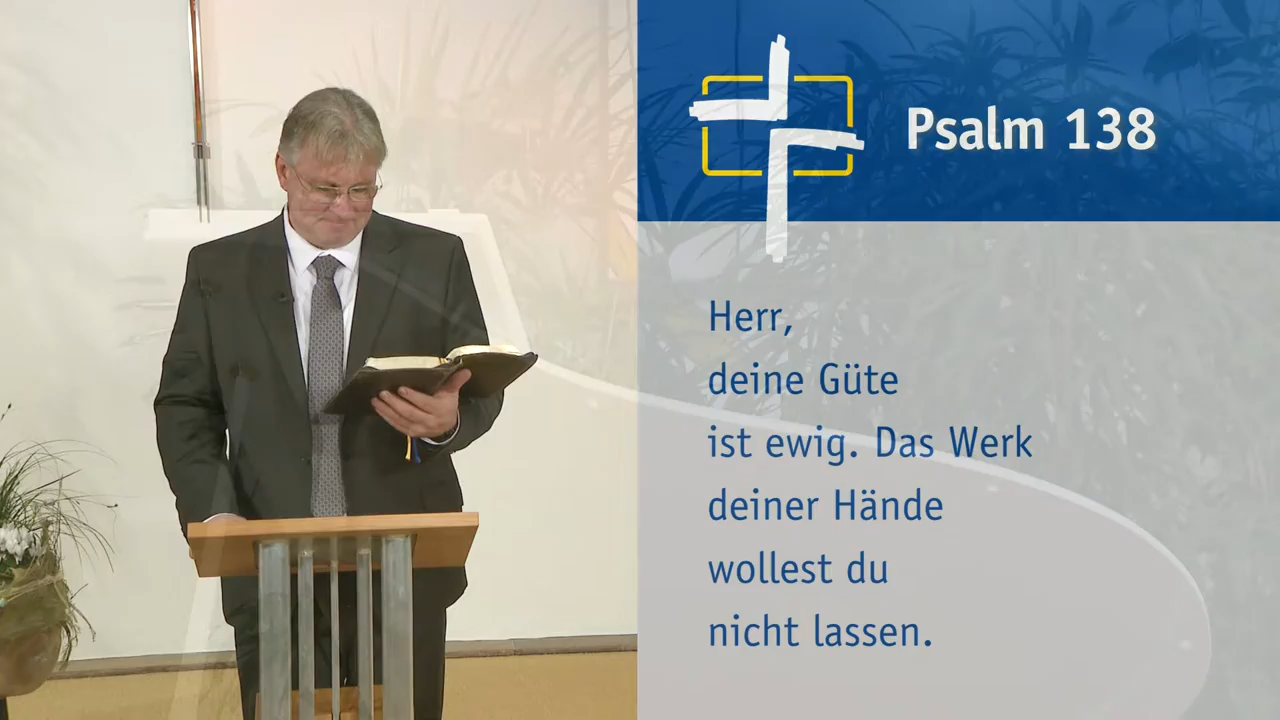 Psalm 138
Herr,
deine Güte
ist ewig. Das Werk
deiner Hände
wollest du
nicht lassen.